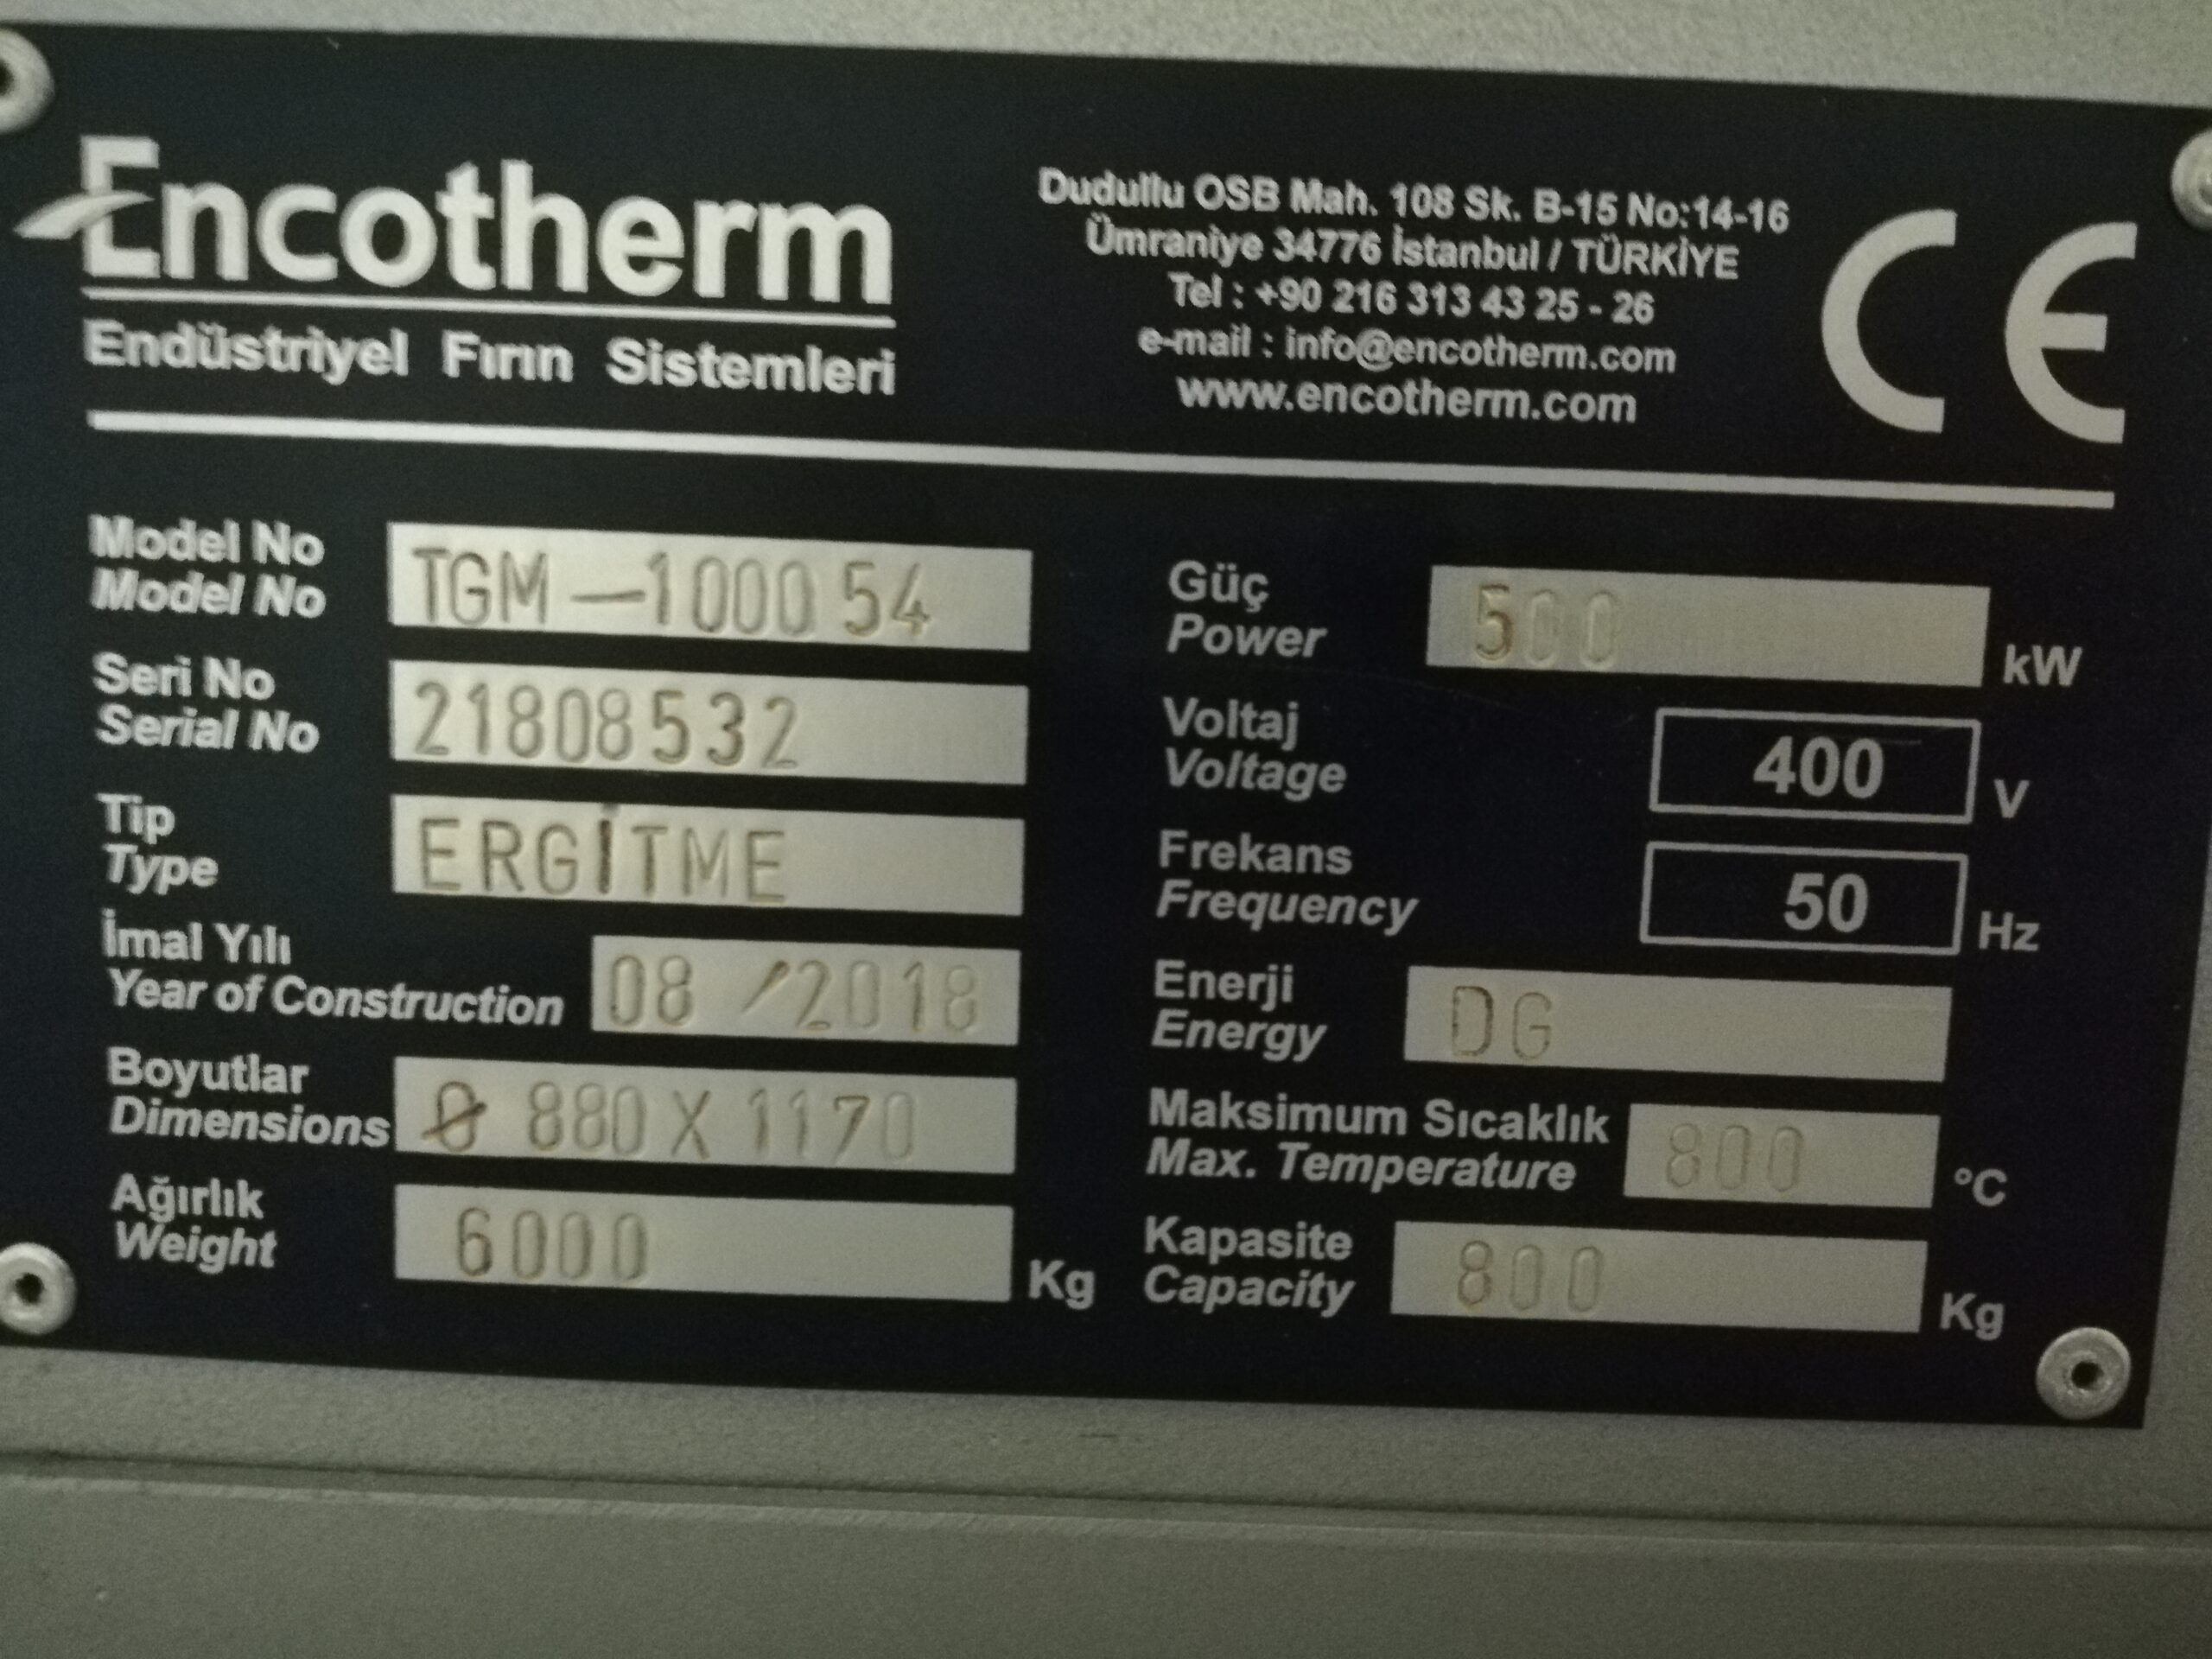 Encotherm
Endüstriyel Fırın Sistemleri
Dudullu OSB Mah. 108 Sk. B-15 No:14-16
Ümraniye 34776 İstanbul / TÜRKİYE
Tel : +90 216 313 43 25 - 26
e-mail : info@encotherm.com
www.encotherm.com
CE
Model No
Model No
TGM-1000 54
Seri No
Serial No
21808532
Tip
Type
ERGİTME
İmal Yılı
Year of Construction
08/2018
Boyutlar
Dimensions
Ø 880 X 1170
Ağırlık
Weight
6000 Kg
Güç
Power
500 kW
Voltaj
Voltage
400 V
Frekans
Frequency
50 Hz
Enerji
Energy
DG
Maksimum Sıcaklık
Max. Temperature
800 °C
Kapasite
Capacity
800 Kg